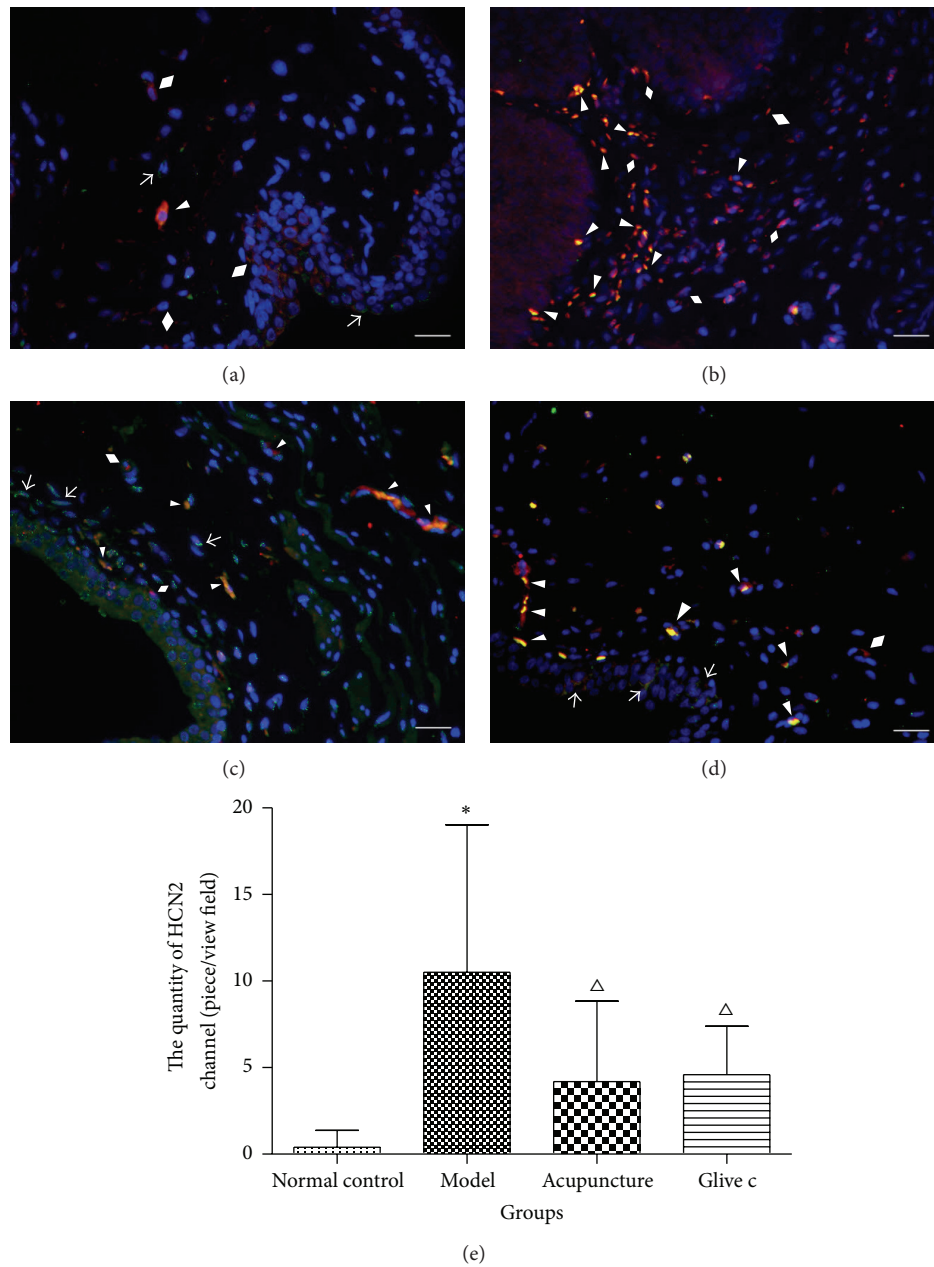 (a)
(b)
(c)
(d)
The quantity of HCN2
channel (piece/view field)
20
15
10
5
0
*
△
△
Normal control
Model
Acupuncture
Glive c
Groups
(e)